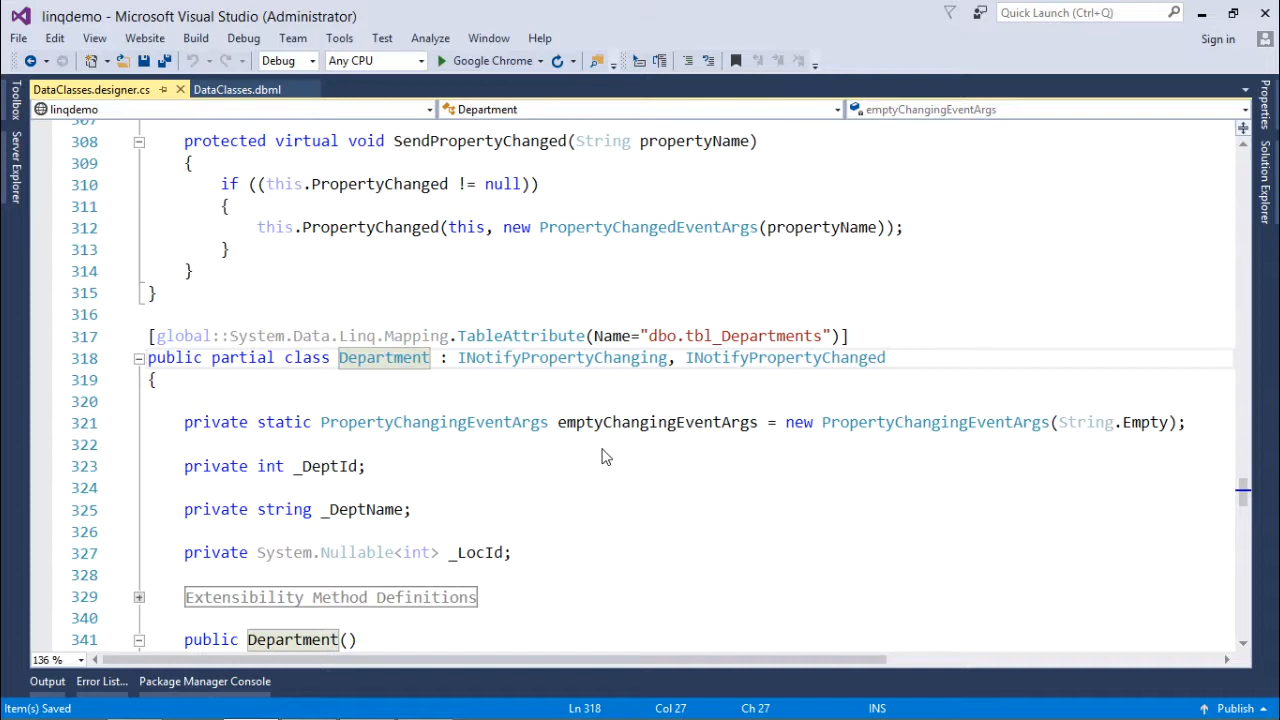 linqdemo - Microsoft Visual Studio (Administrator)
Quick Launch (Ctrl+Q)
File Edit View Website Build Debug Team Tools Test Analyze Window Help
Sign in
Debug Any CPU Google Chrome
DataClasses.designer.cs DataClasses.dbml
linqdemo Department emptyChangingEventArgs
Toolbox
Server Explorer
Properties
Solution Explorer
307
308 protected virtual void SendPropertyChanged(String propertyName)
309 {
310 if ((this.PropertyChanged != null))
311 {
312 this.PropertyChanged(this, new PropertyChangedEventArgs(propertyName));
313 }
314 }
315 }
316
317 [global::System.Data.Linq.Mapping.TableAttribute(Name="dbo.tbl_Departments")]
318 public partial class Department : INotifyPropertyChanging, INotifyPropertyChanged
319 {
320
321 private static PropertyChangingEventArgs emptyChangingEventArgs = new PropertyChangingEventArgs(String.Empty);
322
323 private int _DeptId;
324
325 private string _DeptName;
326
327 private System.Nullable<int> _LocId;
328
329 Extensibility Method Definitions
340
341 public Department()
136 %
Output Error List... Package Manager Console
Item(s) Saved Ln 318 Col 27 Ch 27 INS Publish